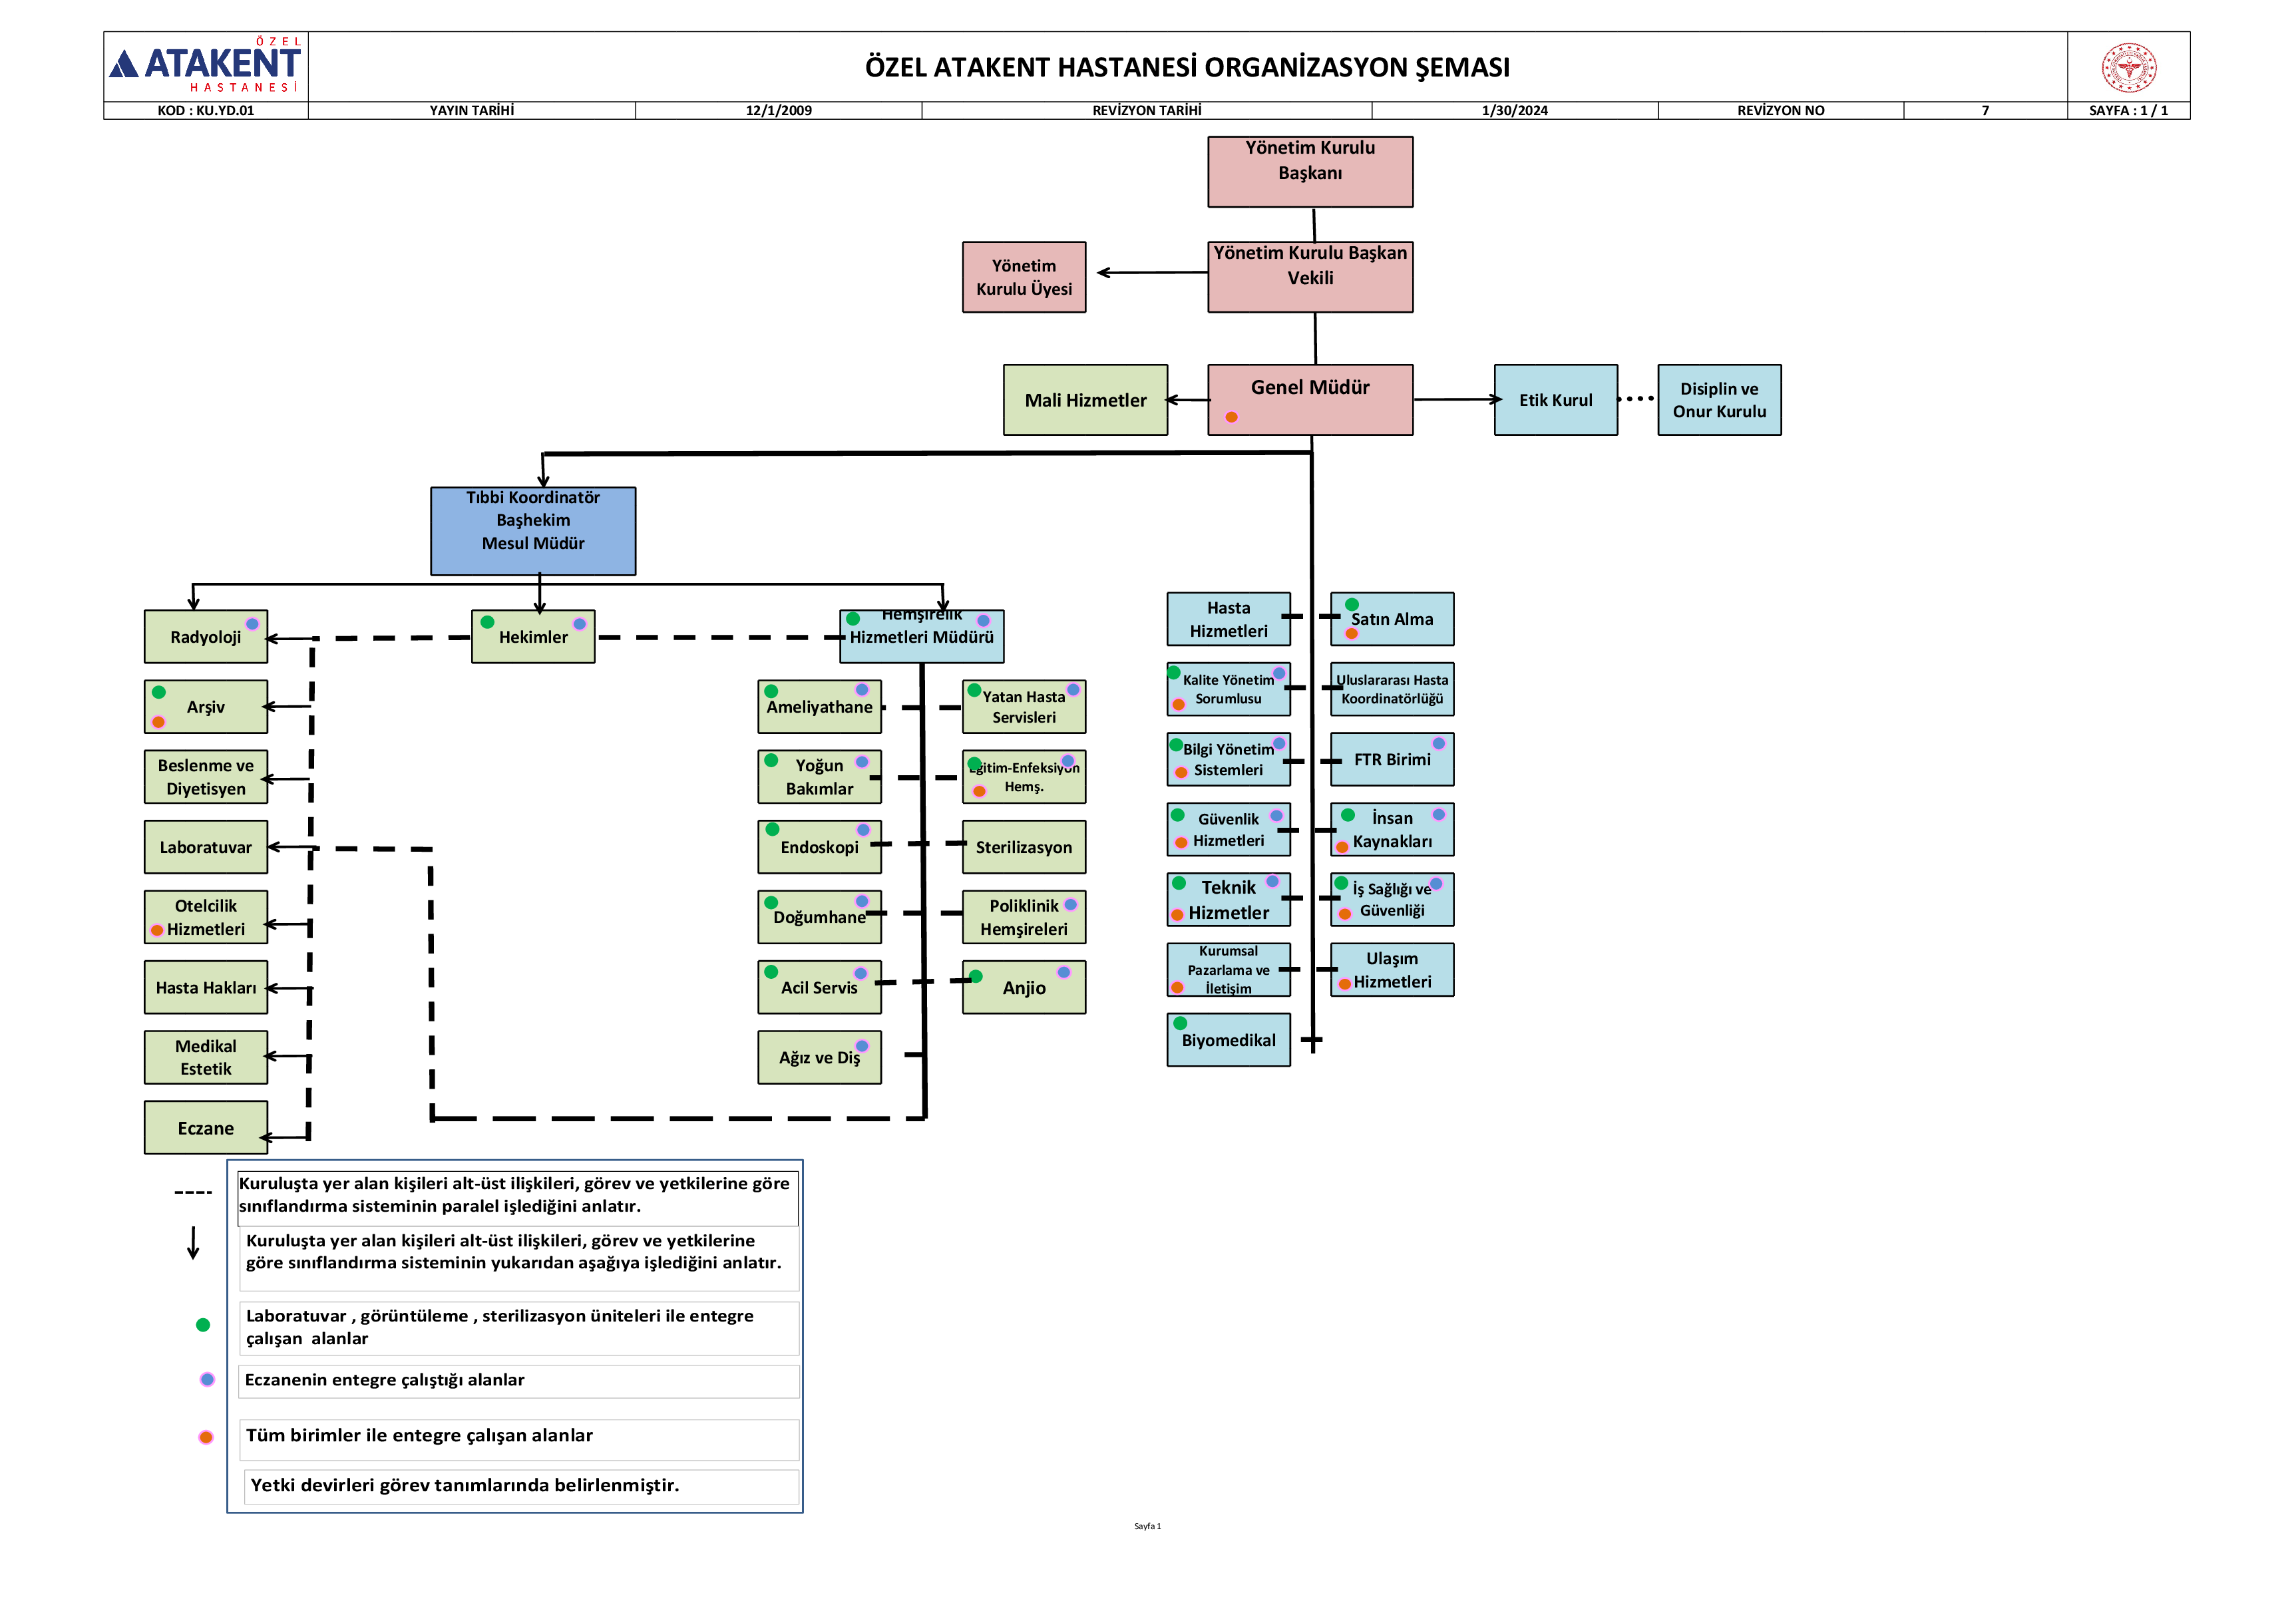 ÖZEL
ATAKENT
HASTANESİ
ÖZEL ATAKENT HASTANESİ ORGANİZASYON ŞEMASI
KOD : KU.YD.01
YAYIN TARİHİ
12/1/2009
REVİZYON TARİHİ
1/30/2024
REVİZYON NO
7
SAYFA : 1 / 1
Yönetim Kurulu
Başkanı
Yönetim
Kurulu Üyesi
Yönetim Kurulu Başkan
Vekili
Mali Hizmetler
Genel Müdür
Etik Kurul
Disiplin ve
Onur Kurulu
Tıbbi Koordinatör
Başhekim
Mesul Müdür
Radyoloji
Hekimler
Hemşirelik
Hizmetleri Müdürü
Arşiv
Beslenme ve
Diyetisyen
Laboratuvar
Otelcilik
Hizmetleri
Hasta Hakları
Medikal
Estetik
Eczane
Ameliyathane
Yatan Hasta
Servisleri
Yoğun
Bakımlar
Eğitim-Enfeksiyon
Hemş.
Endoskopi
Sterilizasyon
Doğumhane
Poliklinik
Hemşireleri
Acil Servis
Anjio
Ağız ve Diş
Hasta
Hizmetleri
Satın Alma
Kalite Yönetim
Sorumlusu
Uluslararası Hasta
Koordinatörlüğü
Bilgi Yönetim
Sistemleri
FTR Birimi
Güvenlik
Hizmetleri
İnsan
Kaynakları
Teknik
Hizmetler
İş Sağlığı ve
Güvenliği
Kurumsal
Pazarlama ve
İletişim
Ulaşım
Hizmetleri
Biyomedikal
Kuruluşta yer alan kişileri alt-üst ilişkileri, görev ve yetkilerine göre
sınıflandırma sisteminin paralel işlediğini anlatır.
Kuruluşta yer alan kişileri alt-üst ilişkileri, görev ve yetkilerine
göre sınıflandırma sisteminin yukarıdan aşağıya işlediğini anlatır.
Laboratuvar , görüntüleme , sterilizasyon üniteleri ile entegre
çalışan  alanlar
Eczanenin entegre çalıştığı alanlar
Tüm birimler ile entegre çalışan alanlar
Yetki devirleri görev tanımlarında belirlenmiştir.
Sayfa 1